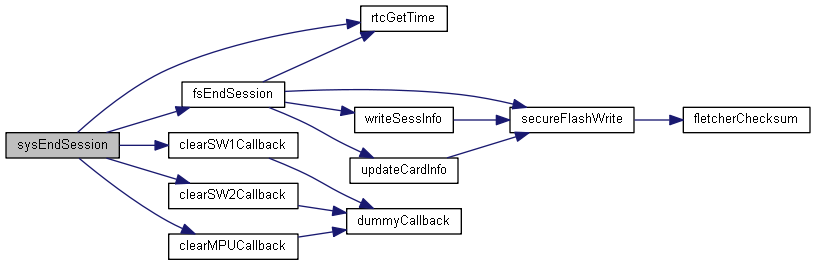 rtcGetTime
fsEndSession
writeSessInfo
secureFlashWrite
fletcherChecksum
sysEndSession
clearSW1Callback
updateCardInfo
clearSW2Callback
dummyCallback
clearMPUCallback